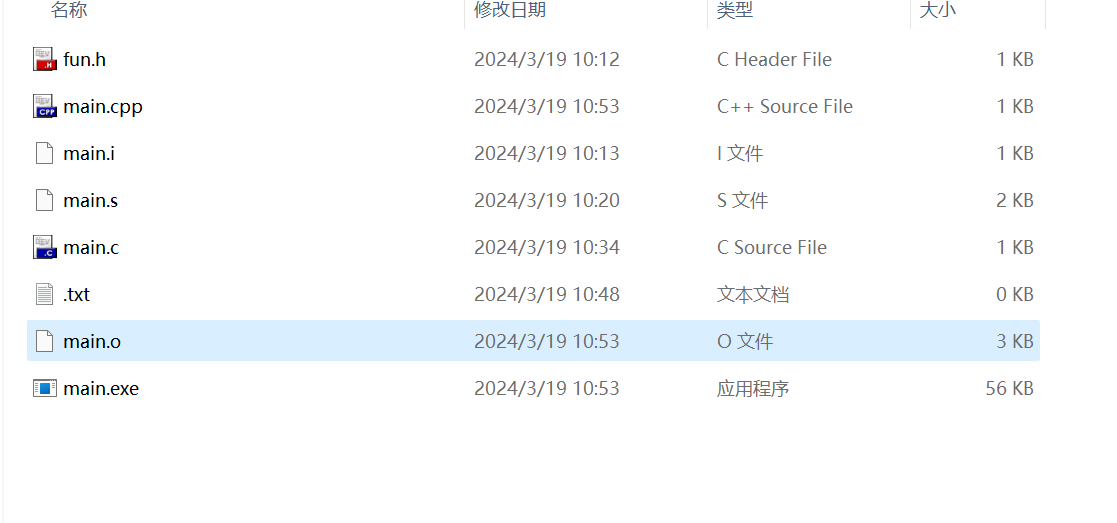 名称 修改日期 类型 大小
fun.h 2024/3/19 10:12 C Header File 1 KB
main.cpp 2024/3/19 10:53 C++ Source File 1 KB
main.i 2024/3/19 10:13 I 文件 1 KB
main.s 2024/3/19 10:20 S 文件 2 KB
main.c 2024/3/19 10:34 C Source File 1 KB
.txt 2024/3/19 10:48 文本文档 0 KB
main.o 2024/3/19 10:53 O 文件 3 KB
main.exe 2024/3/19 10:53 应用程序 56 KB